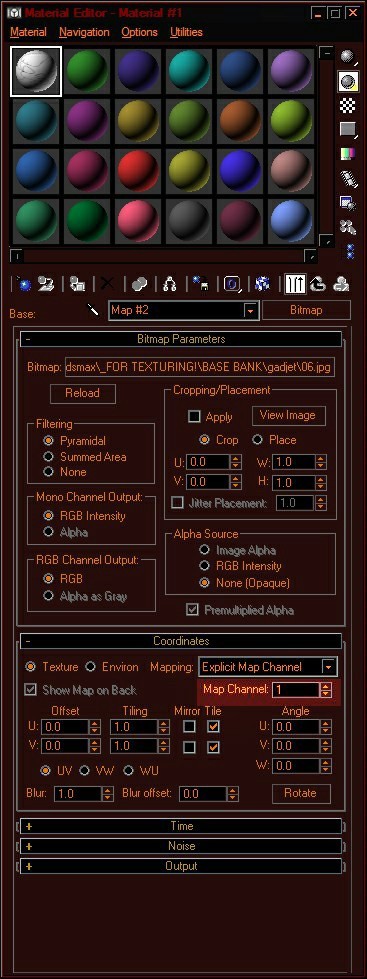 Material Editor - Material #1
Material Navigation Options Utilities
Base: Map #2 Bitmap
- Bitmap Parameters
Bitmap: dsmax\_FOR TEXTURING!\BASE BANK\gadjet\06.jpg
Reload
Cropping/Placement
Apply View Image
Crop Place
U: 0.0 W: 1.0
V: 0.0 H: 1.0
Jitter Placement: 1.0
Filtering
Pyramidal
Summed Area
None
Mono Channel Output:
RGB Intensity
Alpha
RGB Channel Output:
RGB
Alpha as Gray
Alpha Source
Image Alpha
RGB Intensity
None (Opaque)
Premultiplied Alpha
- Coordinates
Texture Environ Mapping: Explicit Map Channel
Show Map on Back Map Channel: 1
Offset Tiling Mirror Tile Angle
U: 0.0 1.0 U: 0.0
V: 0.0 1.0 V: 0.0
W: 0.0
UV VW WU
Blur: 1.0 Blur offset: 0.0 Rotate
+ Time
+ Noise
+ Output